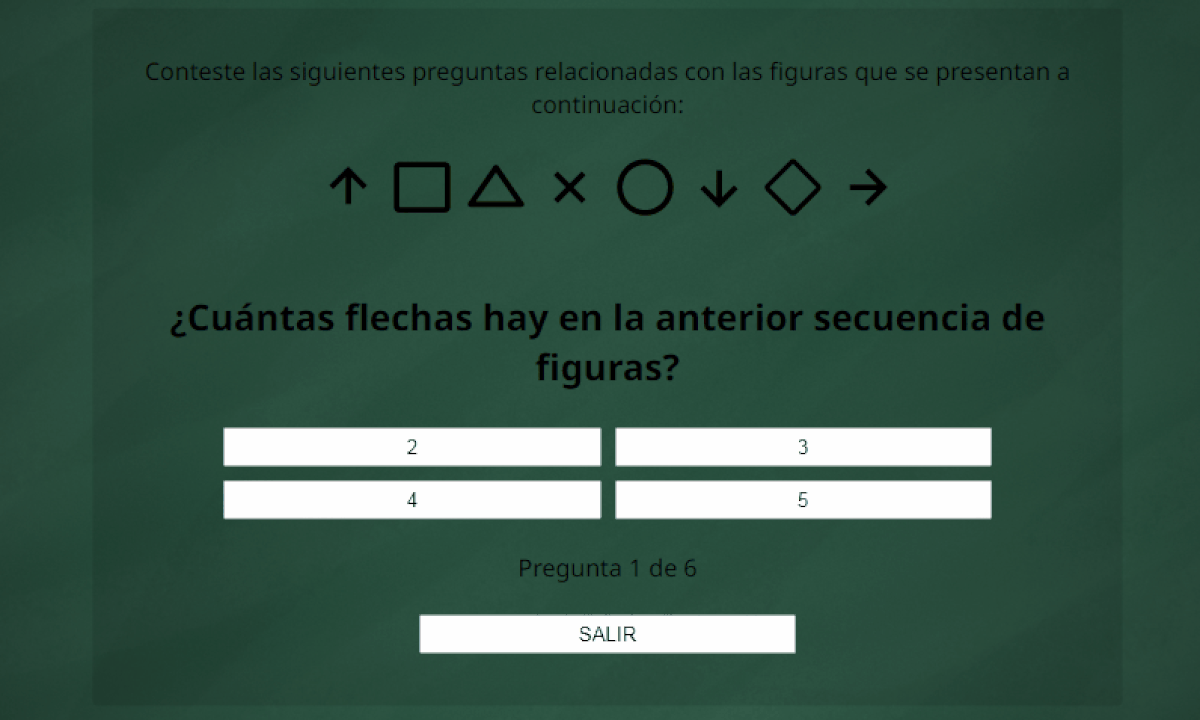 Conteste las siguientes preguntas relacionadas con las figuras que se presentan a
continuación:
¿Cuántas flechas hay en la anterior secuencia de
figuras?
2
3
4
5
Pregunta 1 de 6
SALIR